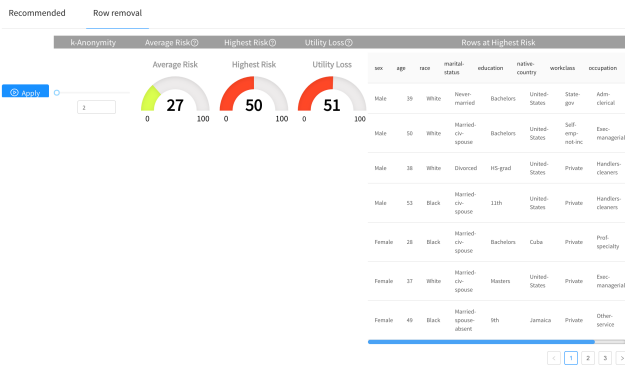 Recommended Row removal
k-Anonymity Average Risk Highest Risk Utility Loss Rows at Highest Risk
Apply
2
Average Risk
27
0 100
Highest Risk
50
0 100
Utility Loss
51
0 100
sex age race marital-status education native-country workclass occupation
Male 39 White Never-married Bachelors United-States State-gov Adm-clerical
Male 50 White Married-civ-spouse Bachelors United-States Self-emp-not-inc Exec-managerial
Male 38 White Divorced HS-grad United-States Private Handlers-cleaners
Male 53 Black Married-civ-spouse 11th United-States Private Handlers-cleaners
Female 28 Black Married-civ-spouse Bachelors Cuba Private Prof-specialty
Female 37 White Married-civ-spouse Masters United-States Private Exec-managerial
Female 49 Black Married-spouse-absent 9th Jamaica Private Other-service
< 1 2 3 >